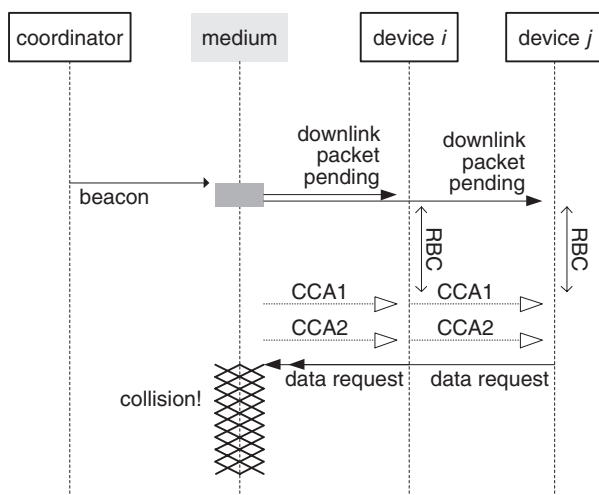 coordinator
medium
device i
device j
downlink
packet
pending
downlink
packet
pending
beacon
RBC
RBC
CCA1
CCA1
CCA2
CCA2
data request
data request
collision!